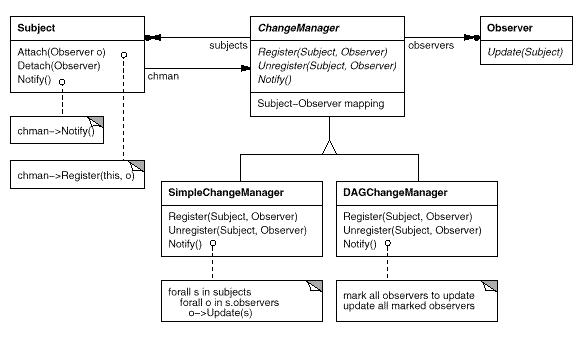 Subject
Attach(Observer o)
Detach(Observer)
Notify()
chman->Notify()
chman->Register(this, o)
subjects
chman
ChangeManager
Register(Subject, Observer)
Unregister(Subject, Observer)
Notify()
Subject-Observer mapping
observers
Observer
Update(Subject)
SimpleChangeManager
Register(Subject, Observer)
Unregister(Subject, Observer)
Notify()
forall s in subjects
forall o in s.observers
o->Update(s)
DAGChangeManager
Register(Subject, Observer)
Unregister(Subject, Observer)
Notify()
mark all observers to update
update all marked observers